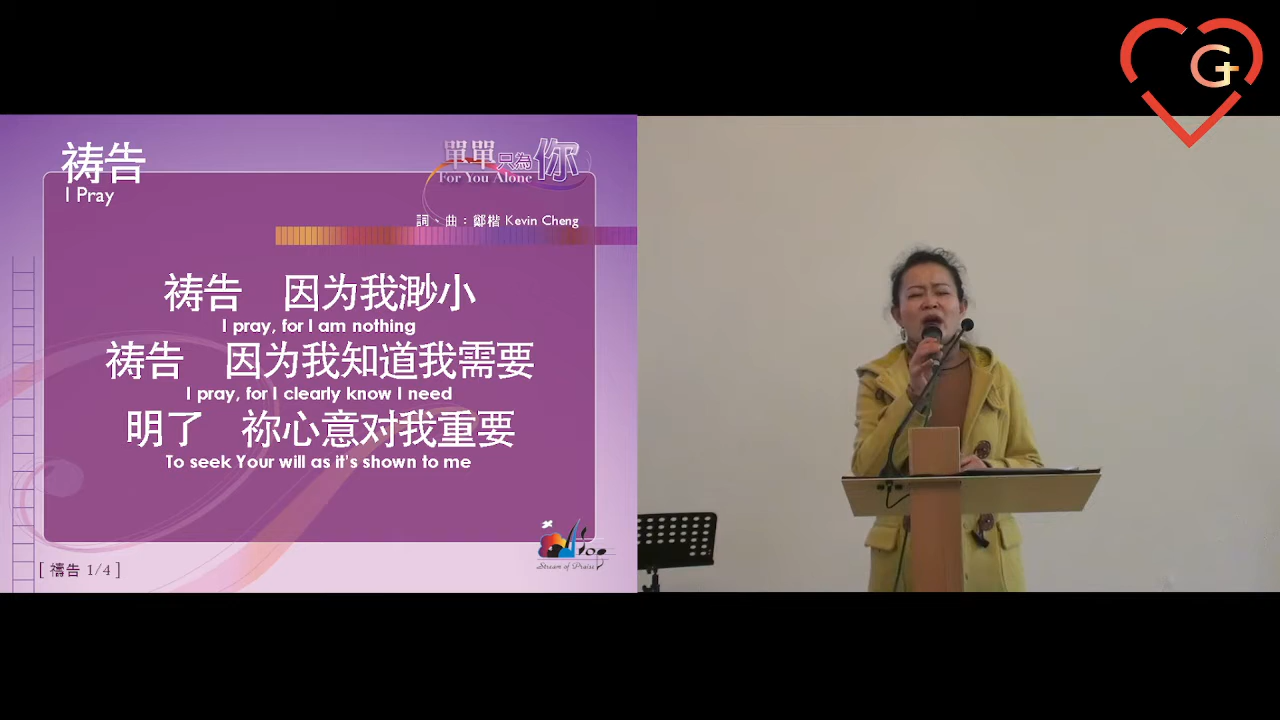 祷告
I Pray
單單只為你
For You Alone
詞、曲：鄭楷 Kevin Cheng
祷告　因为我渺小
I pray, for I am nothing
祷告　因为我知道我需要
I pray, for I clearly know I need
明了　祢心意对我重要
To seek Your will as it's shown to me
Stream of Praise
[ 禱告 1/4 ]
G